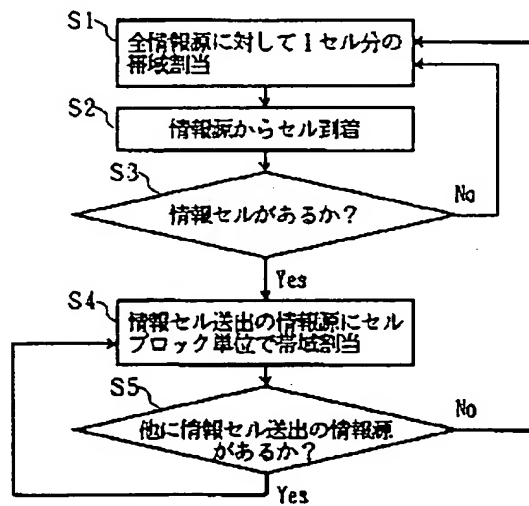 S1
全情報源に対して1セル分の
帯域割当
S2
情報源からセル到着
S3
情報セルがあるか?
No
Yes
S4
情報セル送出の情報源にセル
ブロック単位で帯域割当
S5
他に情報セル送出の情報源
があるか?
No
Yes